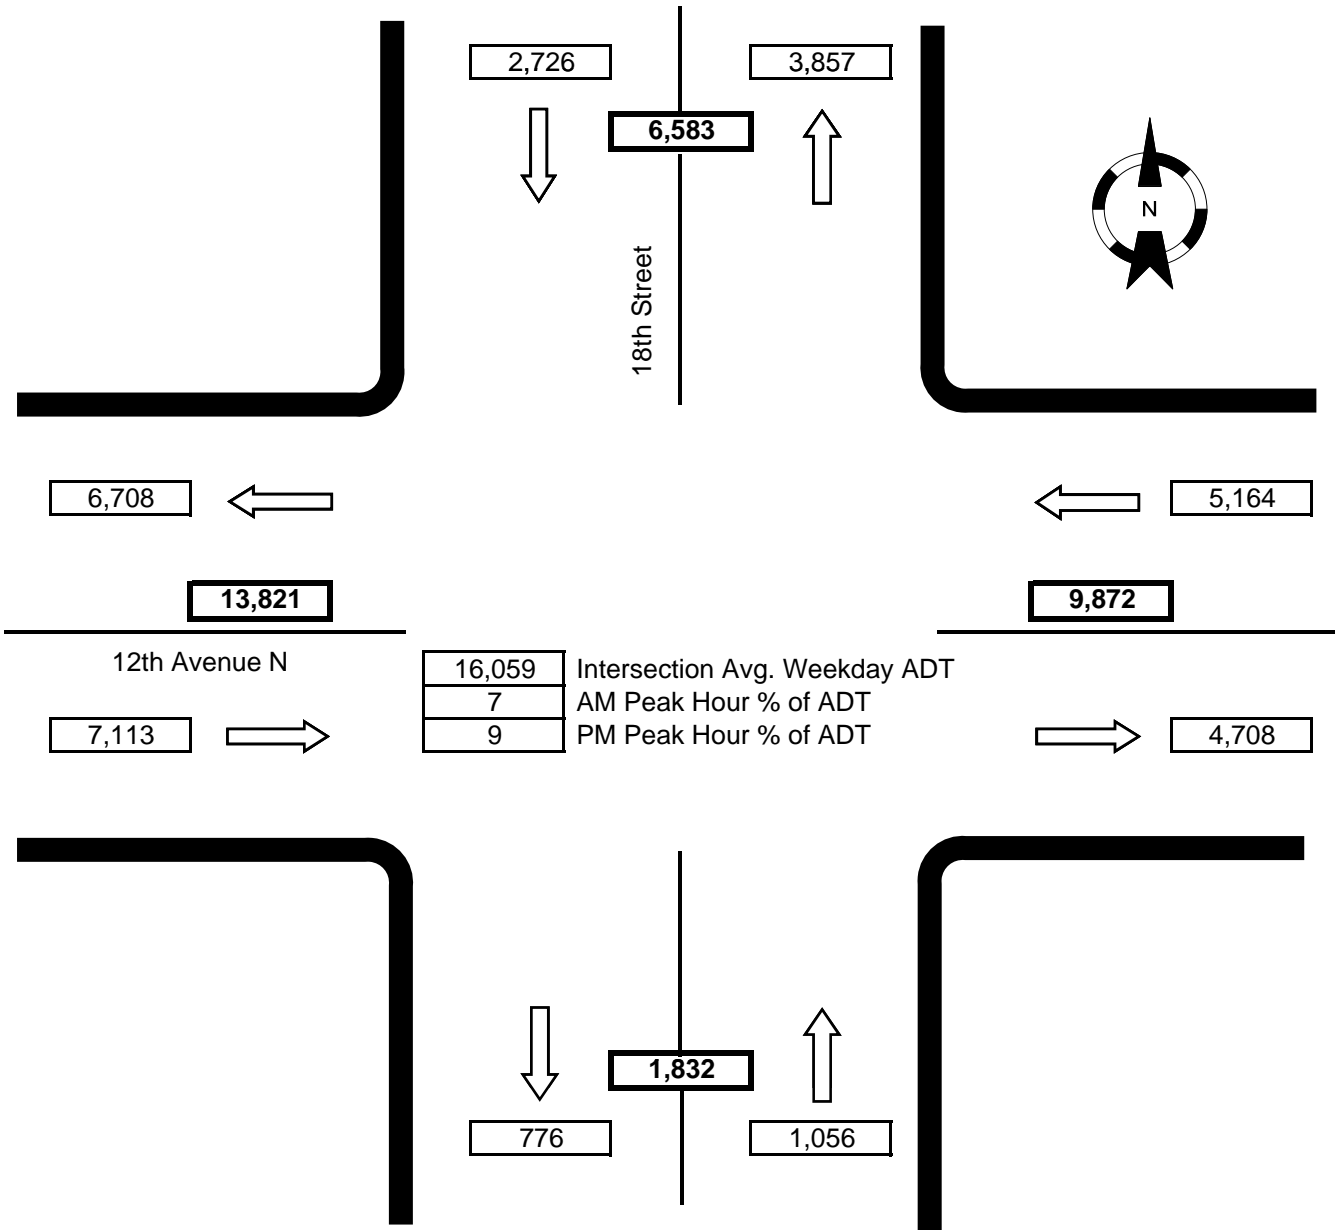 2,726
3,857
6,583
N
18th Street
6,708
5,164
13,821
9,872
12th Avenue N
16,059 Intersection Avg. Weekday ADT
7 AM Peak Hour % of ADT
9 PM Peak Hour % of ADT
7,113
4,708
1,832
776
1,056